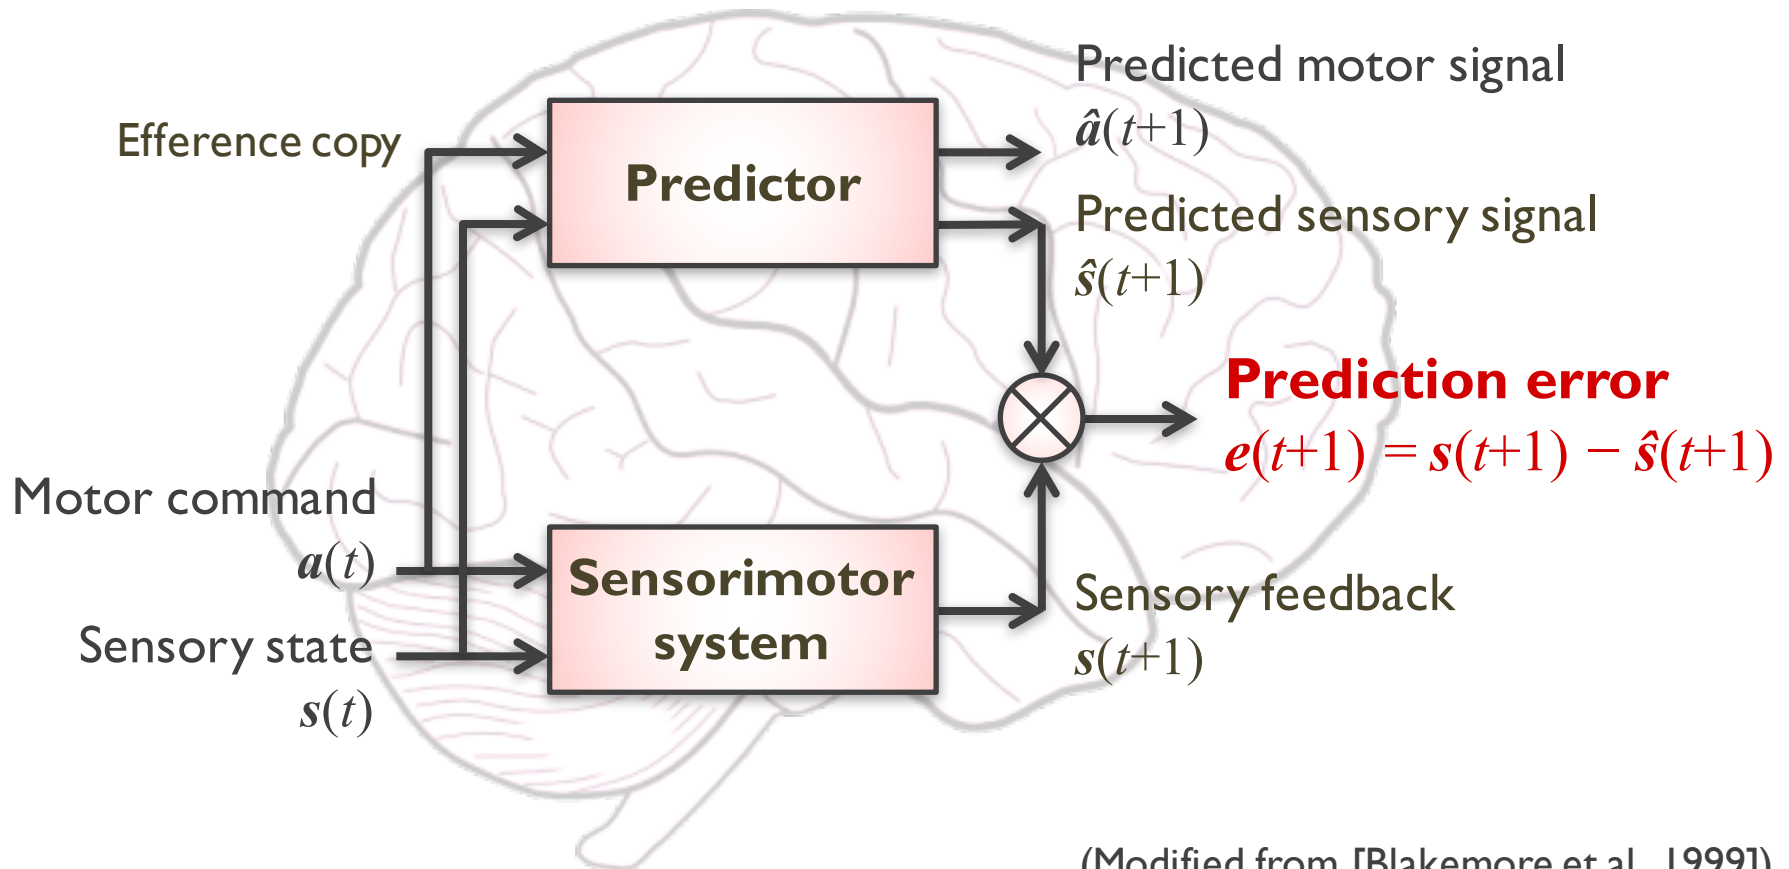 Predicted motor signal
â(t+1)
Efference copy
Predictor
Predicted sensory signal
ŝ(t+1)
Prediction error
e(t+1) = s(t+1) − ŝ(t+1)
Motor command
a(t)
Sensorimotor
system
Sensory feedback
s(t+1)
Sensory state
s(t)
(Modified from [Blakemore et al., 1999])